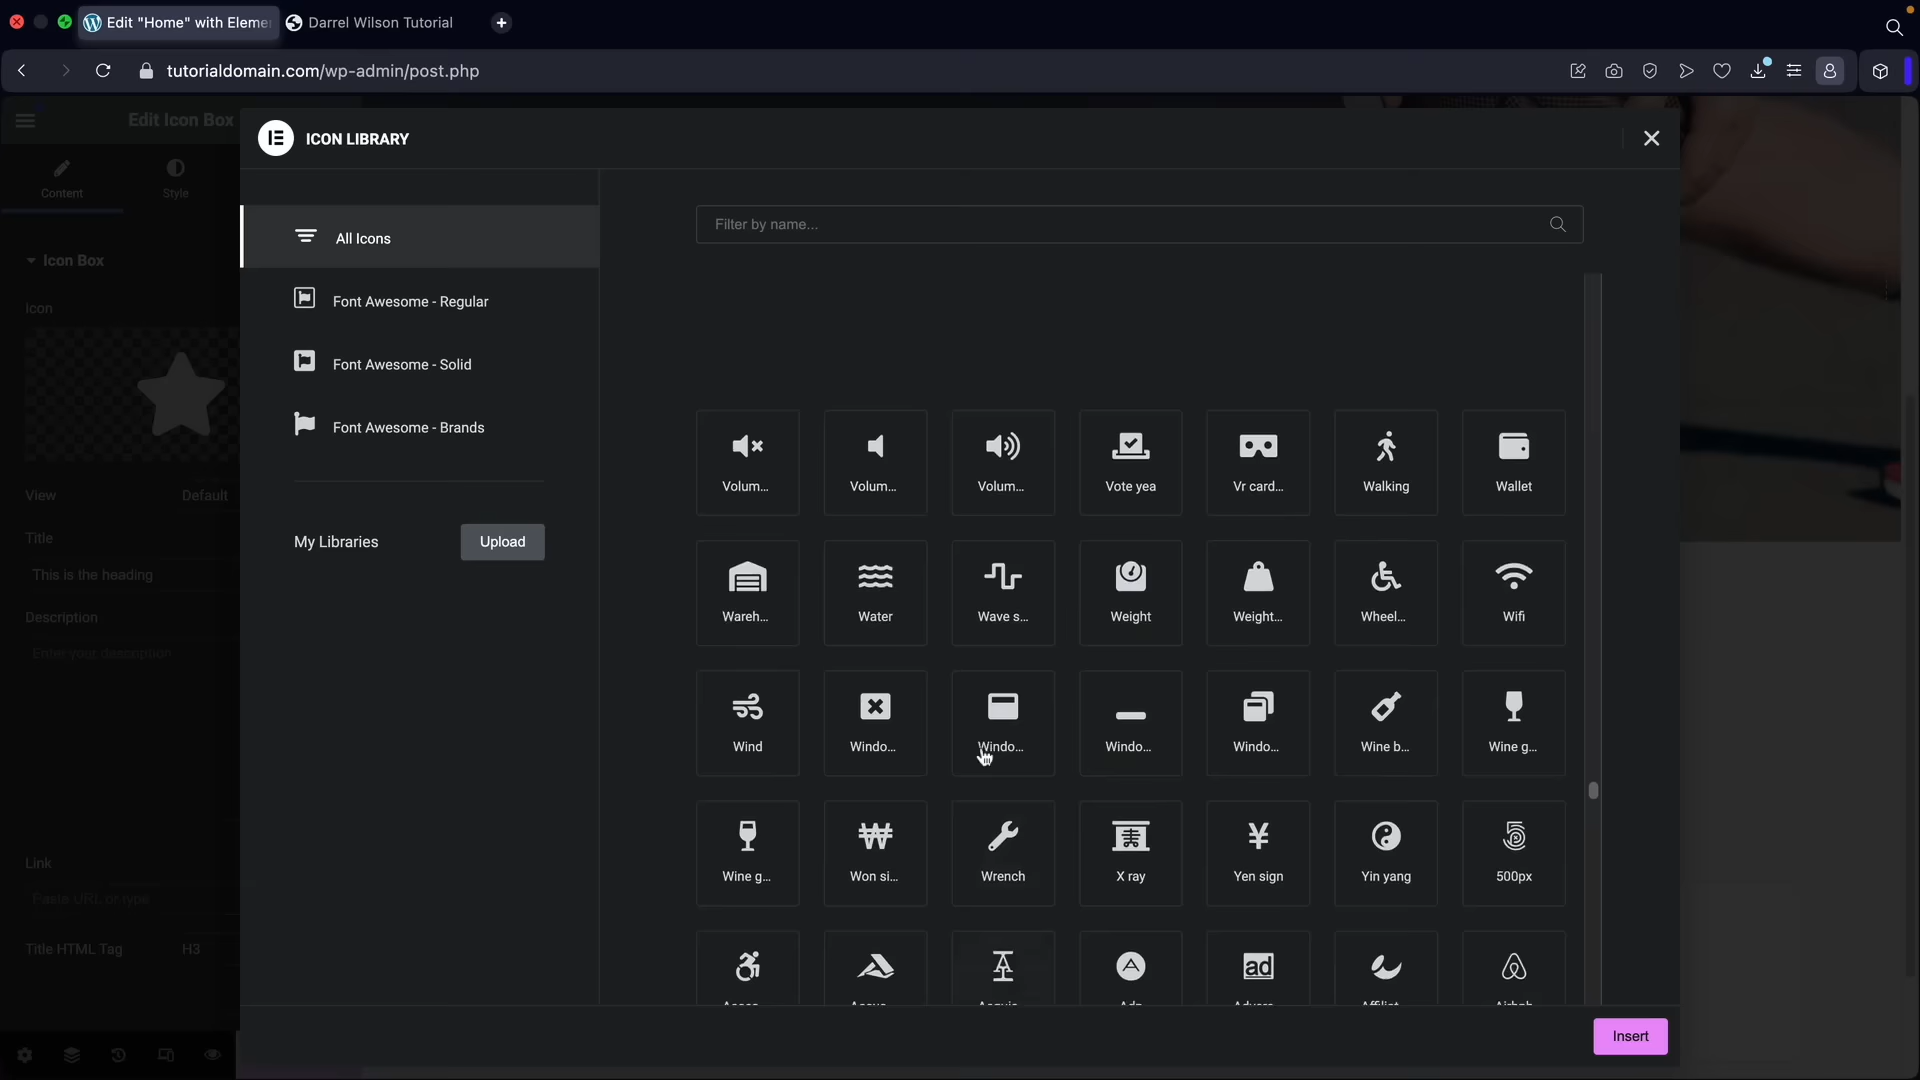 Edit "Home" with Eleme
Darrel Wilson Tutorial
tutorialdomain.com/wp-admin/post.php
Edit Icon Box
ICON LIBRARY
Content
Style
Filter by name...
All Icons
Icon Box
Font Awesome - Regular
Icon
Font Awesome - Solid
Font Awesome - Brands
Volum...
Volum...
Volum...
Vote yea
Vr card...
Walking
Wallet
View
Default
Title
My Libraries
Upload
This is the heading
Wareh...
Water
Wave s...
Weight
Weight...
Wheel...
Wifi
Description
Enter your description
Wind
Windo...
Windo...
Windo...
Windo...
Wine b...
Wine g...
Link
Paste URL or type
Wine g...
Won si...
Wrench
X ray
Yen sign
Yin yang
500px
Title HTML Tag
H3
ad
Insert